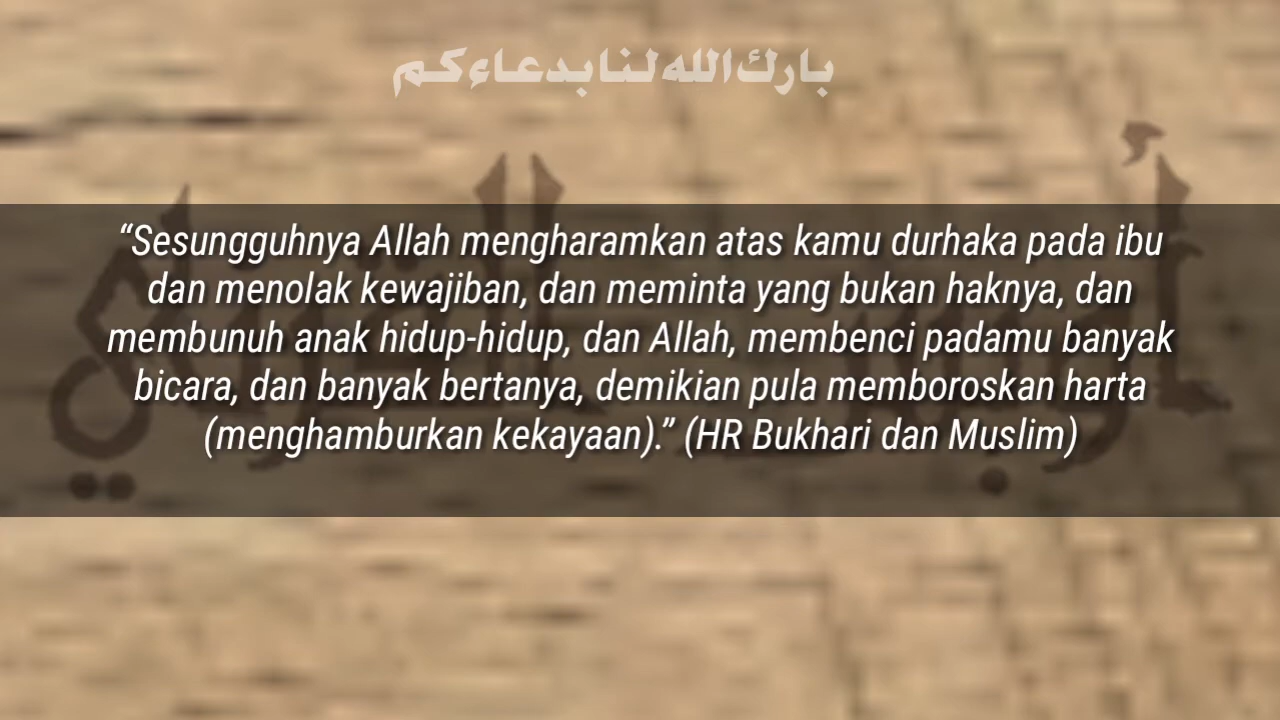 بارك الله لنا بدعاءكم
“Sesungguhnya Allah mengharamkan atas kamu durhaka pada ibu
dan menolak kewajiban, dan meminta yang bukan haknya, dan
membunuh anak hidup-hidup, dan Allah, membenci padamu banyak
bicara, dan banyak bertanya, demikian pula memboroskan harta
(menghamburkan kekayaan).” (HR Bukhari dan Muslim)